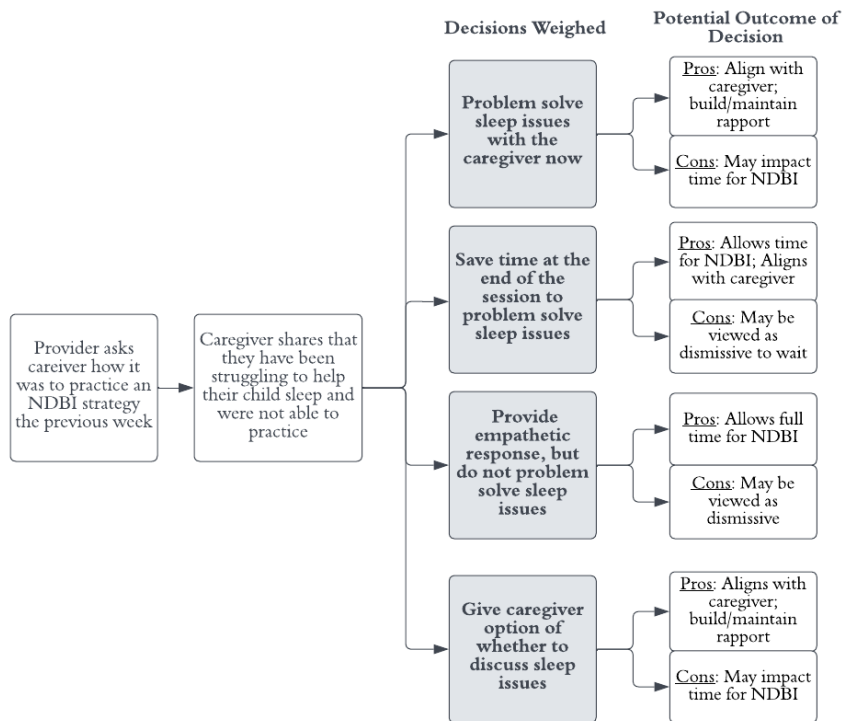 Decisions Weighed
Potential Outcome of
Decision
Provider asks
careiver how it
was to practice an
NDBI strategy
the previous week
Caregiver shares that
they have been
struggling to help
their child sleep and
were not able to
practice
Problem solve
sleep issues
with the
caregiver now
Pros: Align with
caregiver;
build/maintain
rapport
Cons: May impact
time for NDBI
Save time at the
end of the
session to
problem solve
sleep issues
Pros: Allows time
for NDBI; Aligns
with caregiver
Cons: May be
viewed as
dismissive to wait
Provide
empathetic
response, but
do not problem
solve sleep
issues
Pros: Allows full
time for NDBI
Cons: May be
viewed as
dismissive
Give caregiver
option of
whether to
discuss sleep
issues
Pros: Aligns with
caregiver;
build/maintain
rapport
Cons: May impact
time for NDBI